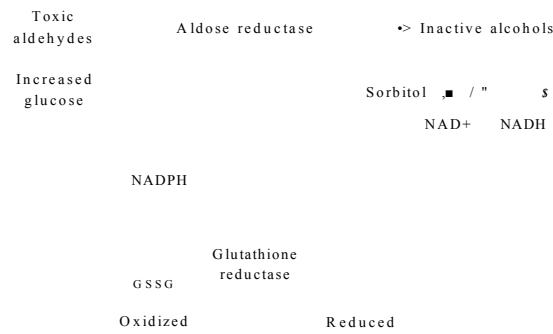 Toxic
aldehydes
Aldose reductase
•> Inactive alcohols
Increased
glucose
Sorbitol ,■ / " $
NAD+ NADH
NADPH
Glutathione
reductase
GSSG
Oxidized Reduced